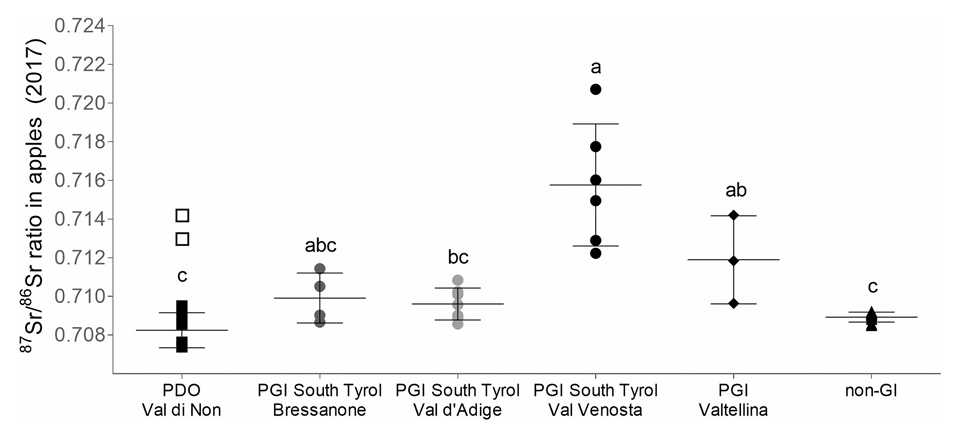 ⁸⁷Sr/⁸⁶Sr ratio in apples (2017)
0.724
0.722
0.720
0.718
0.716
0.714
0.712
0.710
0.708
c
abc
bc
a
ab
c
PDO
Val di Non
PGI South Tyrol
Bressanone
PGI South Tyrol
Val d'Adige
PGI South Tyrol
Val Venosta
PGI
Valtellina
non-GI